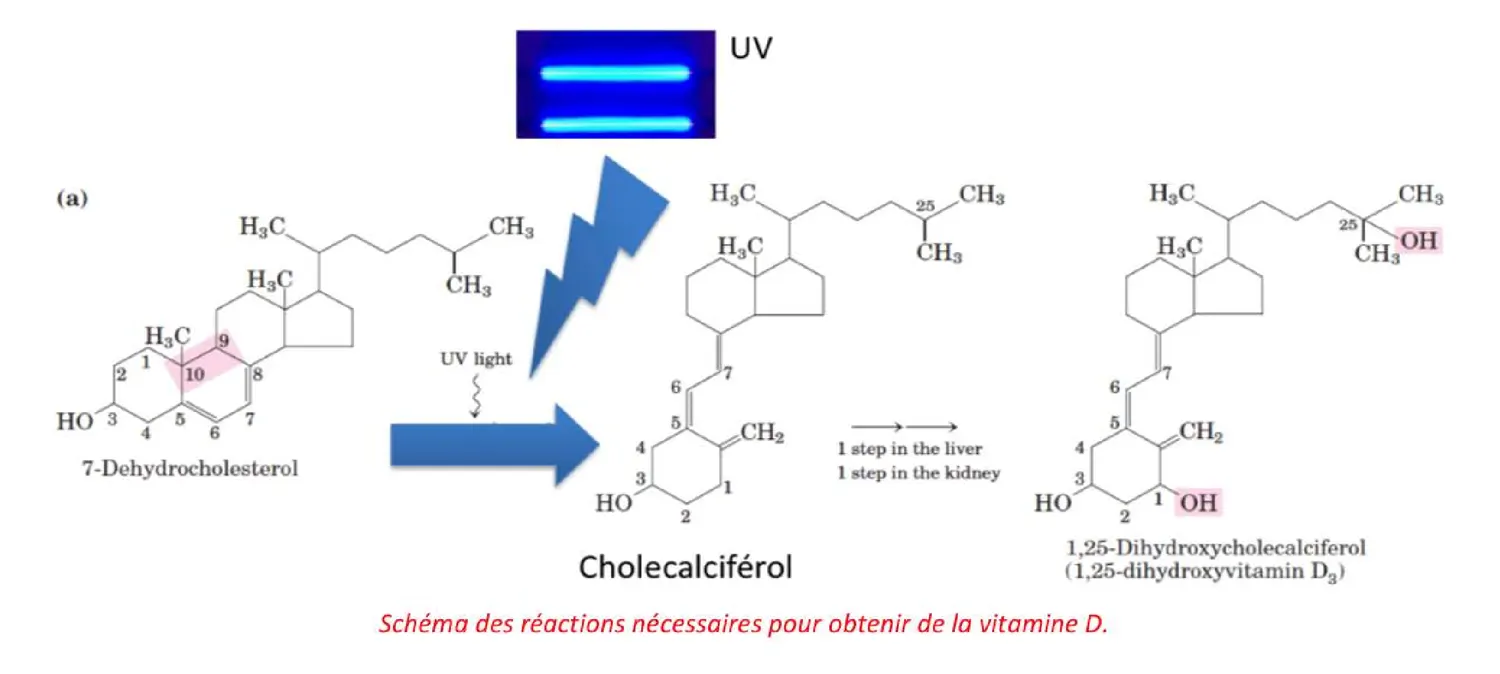 UV
(a)
H₃C
CH₃
CH₃
H₃C
H₃C
9
1
2
10
8
HO
3
4
5
6
7
7-Dehydrocholesterol
UV light
H₃C
25
CH₃
CH₃
H₃C
7
6
5
4
CH₂
3
HO
1
2
Cholecalciférol
1 step in the liver
1 step in the kidney
H₃C
CH₃
25
OH
CH₃
H₃C
7
6
5
4
CH₂
3
HO
1
OH
2
1,25-Dihydroxycholecalciferol
(1,25-dihydroxyvitamin D₃)
Schéma des réactions nécessaires pour obtenir de la vitamine D.